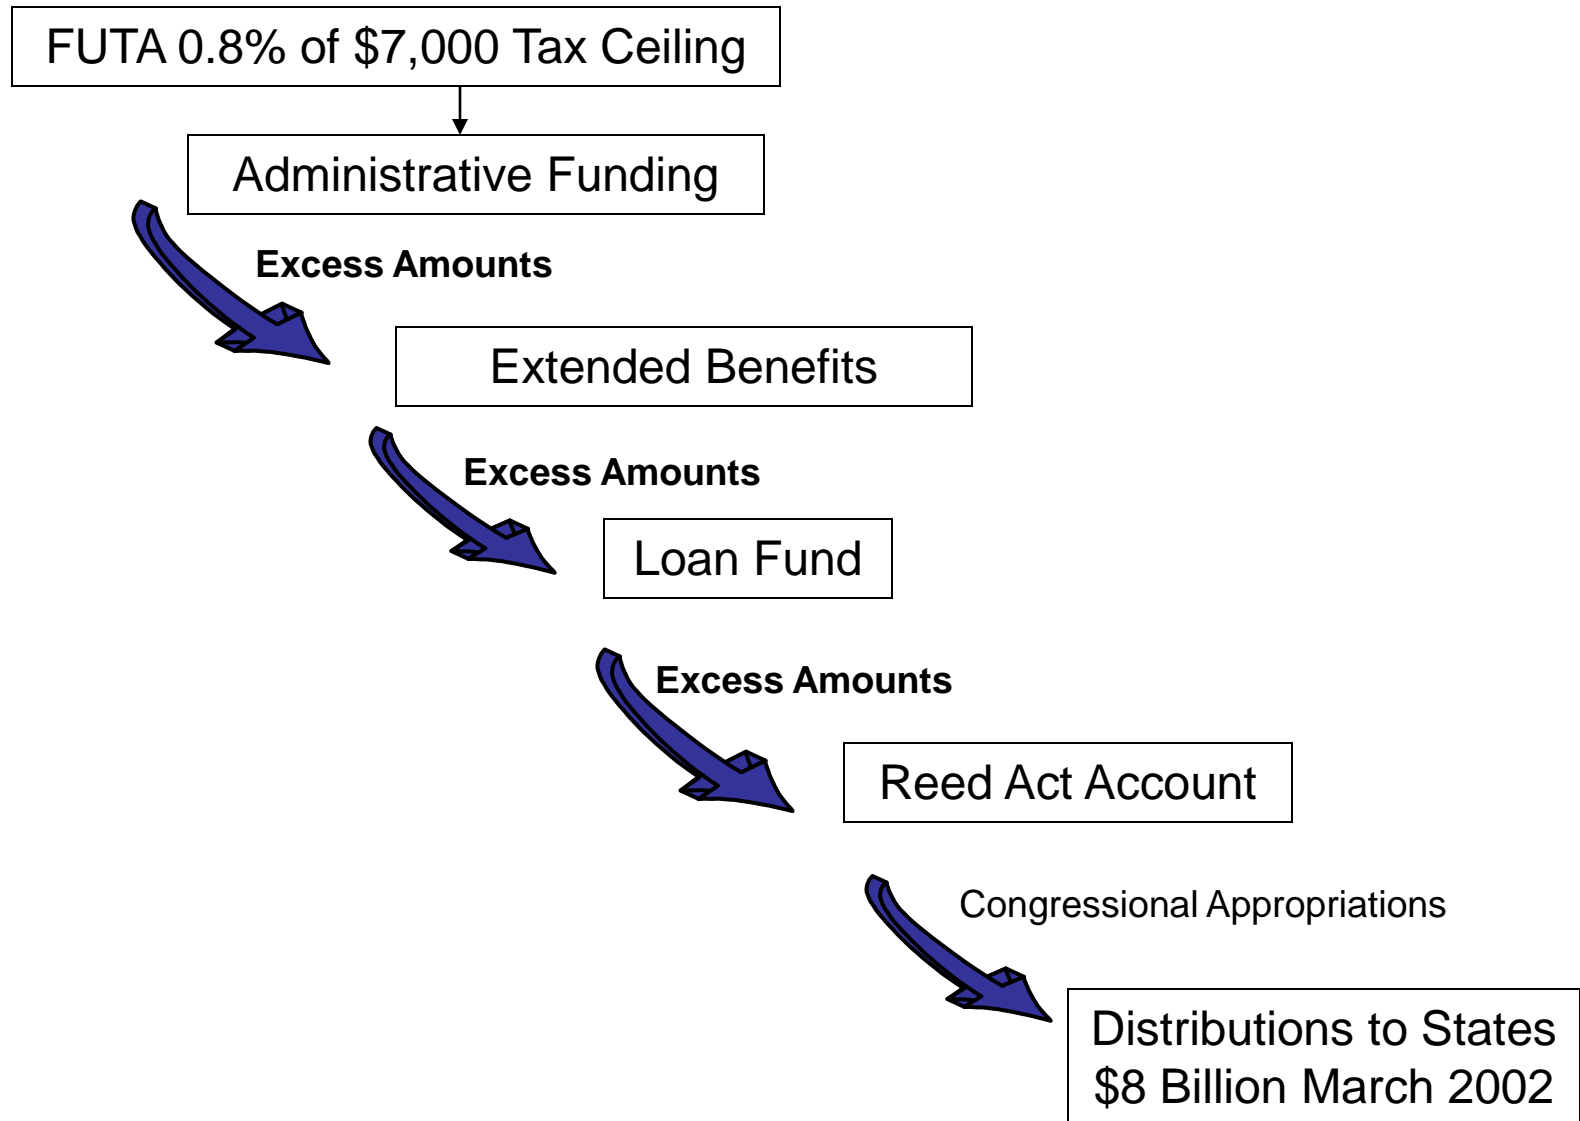 FUTA 0.8% of $7,000 Tax Ceiling
Administrative Funding
Excess Amounts
Extended Benefits
Excess Amounts
Loan Fund
Excess Amounts
Reed Act Account
Congressional Appropriations
Distributions to States
$8 Billion March 2002